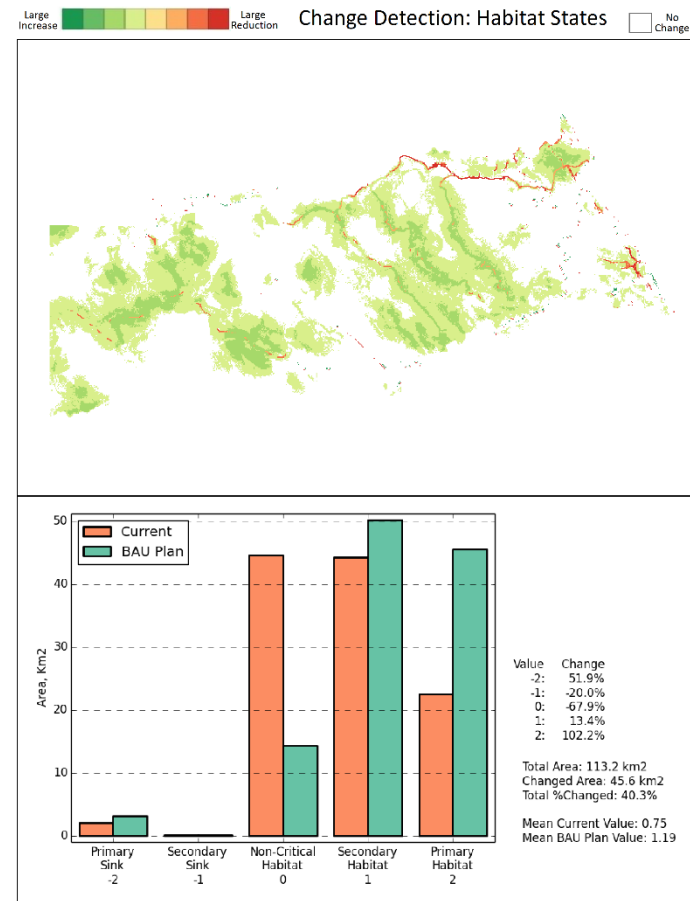 Large Increase
Large Reduction
Change Detection: Habitat States
No Change
Current
BAU Plan
Area, Km2
50
40
30
20
10
0
Primary Sink -2
Secondary Sink -1
Non-Critical Habitat 0
Secondary Habitat 1
Primary Habitat 2
Value Change
-2: 51.9%
-1: -20.0%
0: -67.9%
1: 13.4%
2: 102.2%
Total Area: 113.2 km2
Changed Area: 45.6 km2
Total %Changed: 40.3%
Mean Current Value: 0.75
Mean BAU Plan Value: 1.19